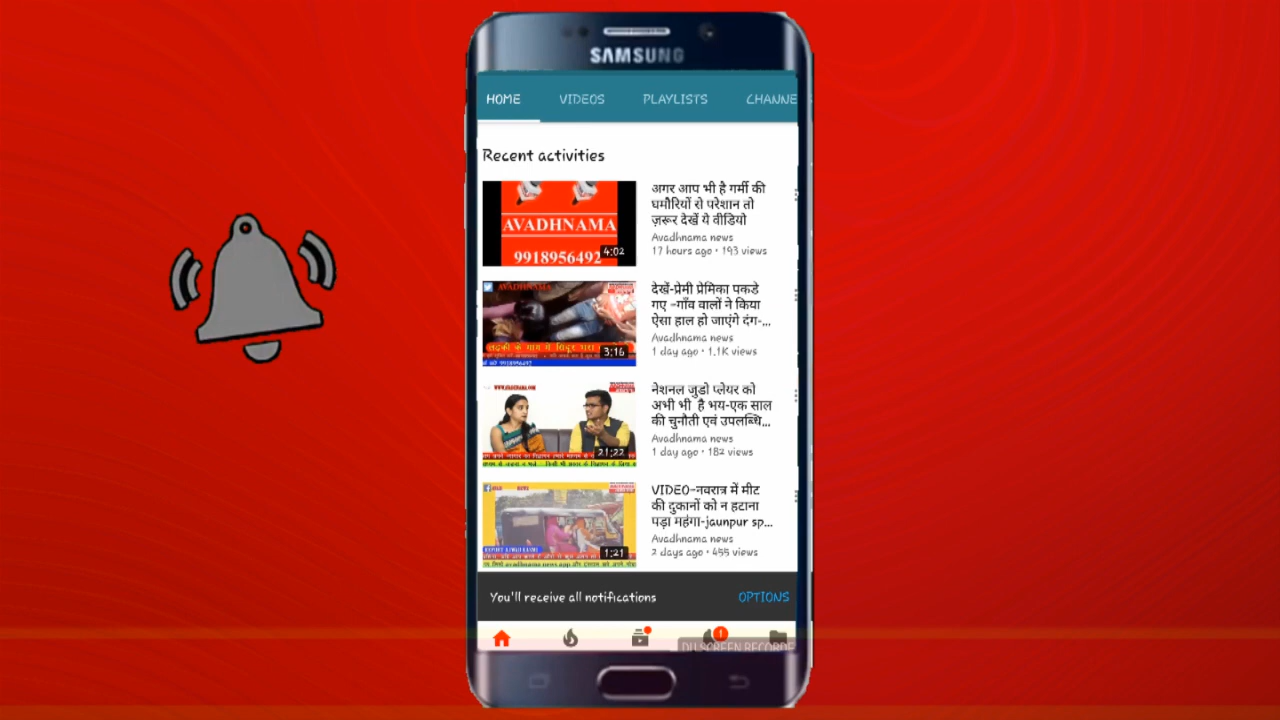 SAMSUNG
HOME VIDEOS PLAYLISTS CHANNE
Recent activities
AVADHNAMA
9918956492
4:02
अगर आप भी है गर्मी की
घमौरियों से परेशान तो
ज़रूर देखें ये वीडियो
Avadhnama news
17 hours ago • 193 views
AVADHNAMA
3:16
देखें-प्रेमी प्रेमिका पकडे
गए -गाँव वालों ने किया
ऐसा हाल हो जाएंगे दंग-...
Avadhnama news
1 day ago • 1.1K views
21:22
नेशनल जुडो प्लेयर को
अभी भी है भय-एक साल
की चुनौती एवं उपलब्धि...
Avadhnama news
1 day ago • 182 views
1:21
VIDEO-नवरात्र में मीट
की दुकानों को न हटाना
पड़ा महंगा-jaunpur sp...
Avadhnama news
2 days ago • 455 views
You'll receive all notifications OPTIONS
DU SCREEN RECORDE